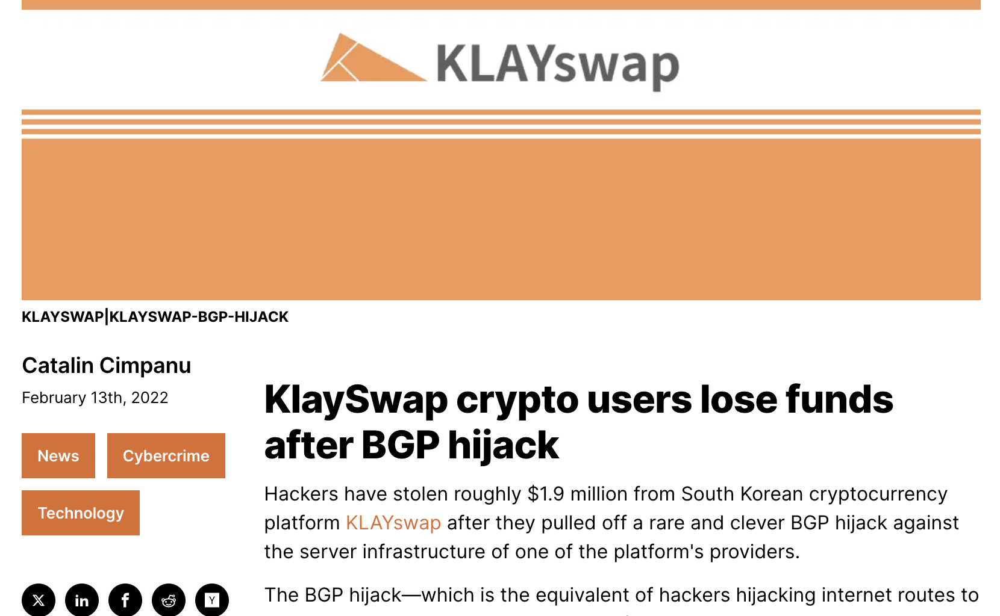 KLAYswap
KLAYSWAP|KLAYSWAP-BGP-HIJACK
Catalin Cimpanu
February 13th, 2022
News
Cybercrime
Technology
KlaySwap crypto users lose funds
after BGP hijack
Hackers have stolen roughly $1.9 million from South Korean cryptocurrency
platform KLAYswap after they pulled off a rare and clever BGP hijack against
the server infrastructure of one of the platform's providers.
The BGP hijack—which is the equivalent of hackers hijacking internet routes to